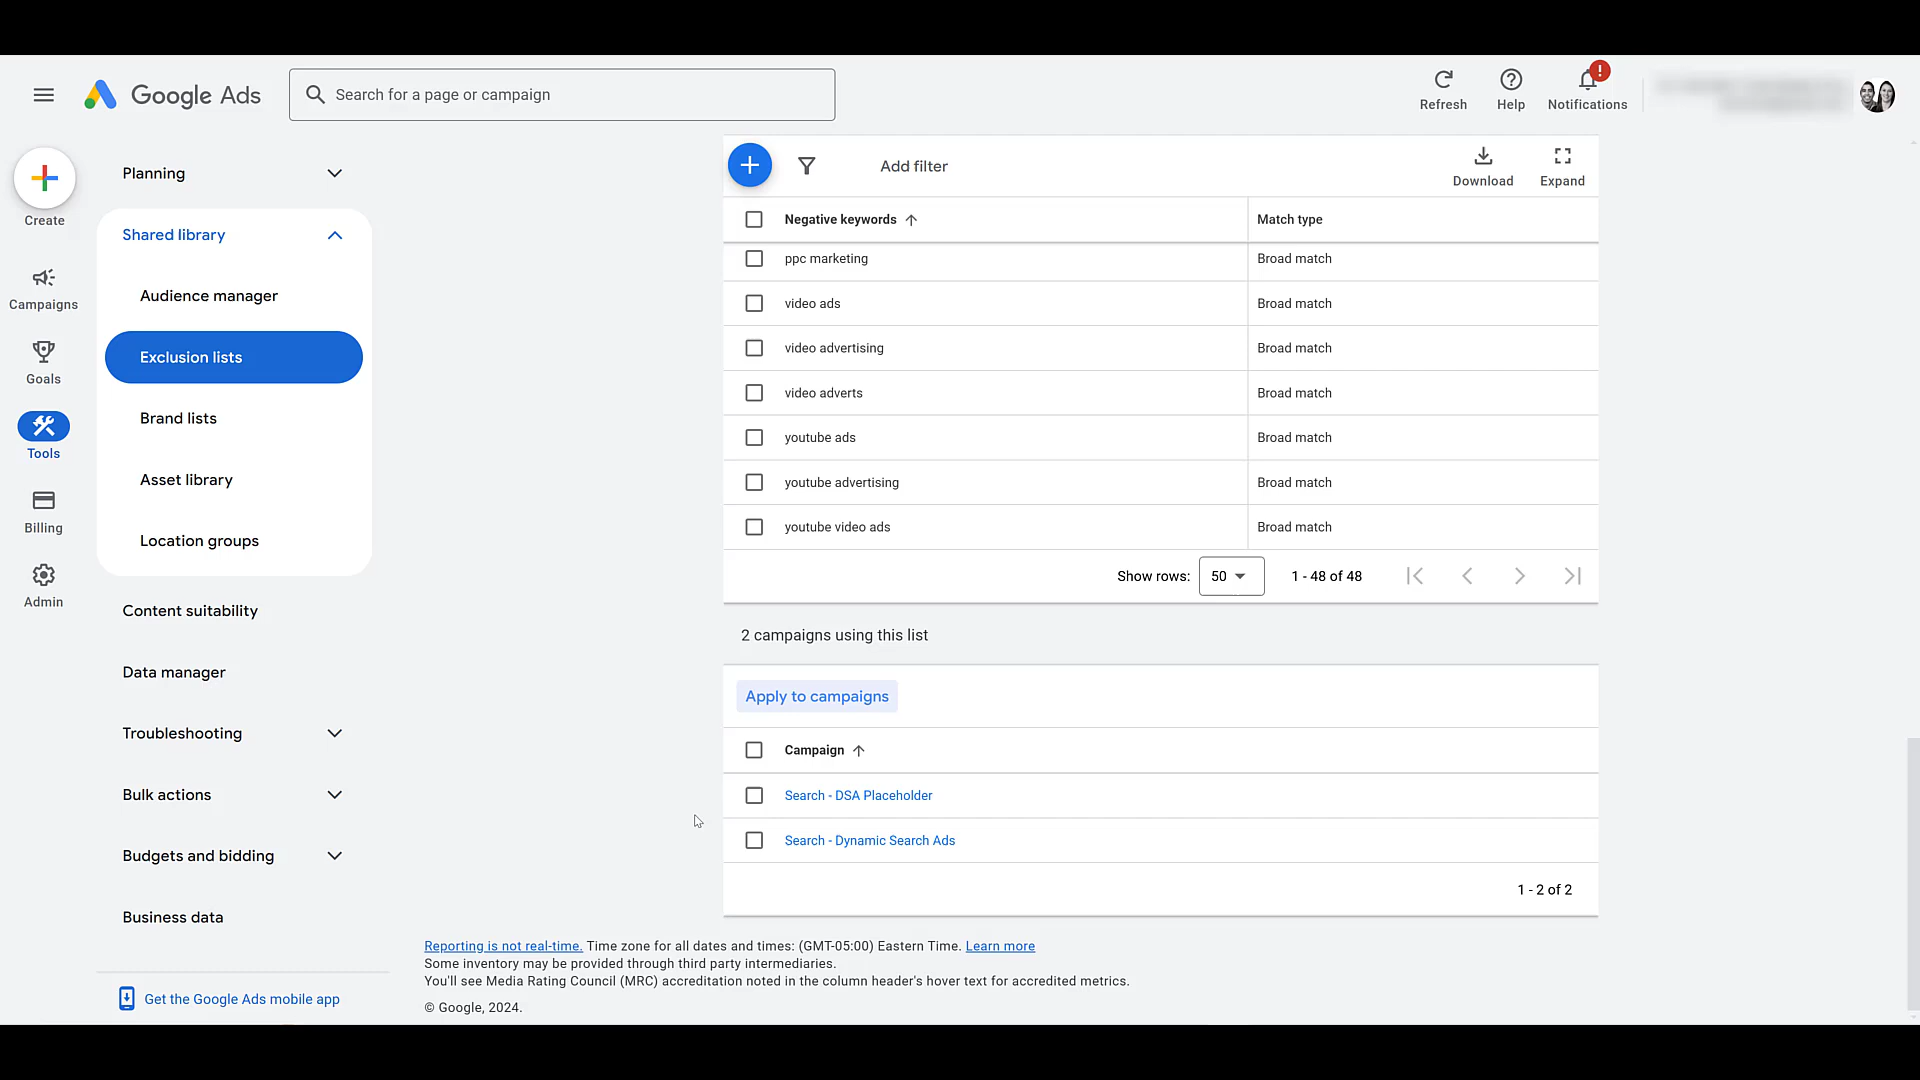 Google Ads
Search for a page or campaign
Refresh
Help
Notifications
!
Create
Campaigns
Goals
Tools
Billing
Admin
Planning
Shared library
Audience manager
Exclusion lists
Brand lists
Asset library
Location groups
Content suitability
Data manager
Troubleshooting
Bulk actions
Budgets and bidding
Business data
Get the Google Ads mobile app
Add filter
Download
Expand
Negative keywords Match type
ppc marketing Broad match
video ads Broad match
video advertising Broad match
video adverts Broad match
youtube ads Broad match
youtube advertising Broad match
youtube video ads Broad match
Show rows: 50 1 - 48 of 48
2 campaigns using this list
Apply to campaigns
Campaign
Search - DSA Placeholder
Search - Dynamic Search Ads
1 - 2 of 2
Reporting is not real-time. Time zone for all dates and times: (GMT-05:00) Eastern Time. Learn more
Some inventory may be provided through third party intermediaries.
You'll see Media Rating Council (MRC) accreditation noted in the column header's hover text for accredited metrics.
© Google, 2024.